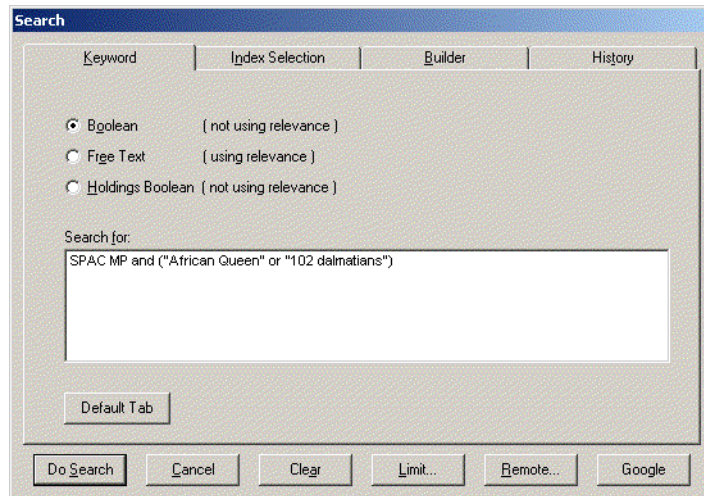 Search
Keyword Index Selection Builder History
Boolean ( not using relevance )
Free Text ( using relevance )
Holdings Boolean ( not using relevance )
Search for:
SPAC MP and ("African Queen" or "102 dalmatians")
Default Tab
Do Search Cancel Clear Limit... Remote... Google